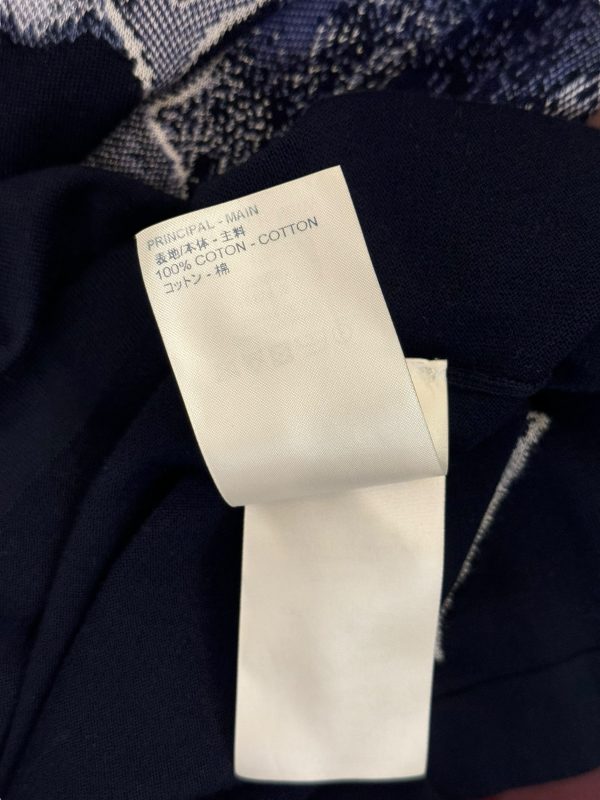 PRINCIPAL - MAIN
表地/本体 - 主料
100% COTON - COTTON
コットン - 棉